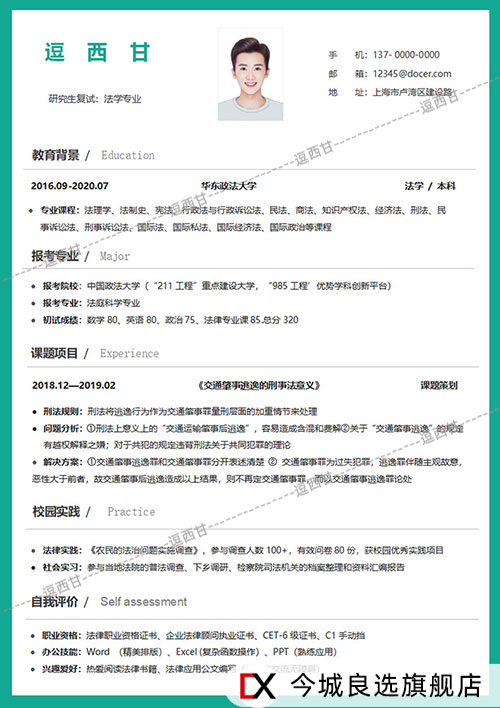 逗 西 甘
研究生复试：法学专业
手 机：137- 0000-0000
邮 箱：12345@docer.com
地 址：上海市卢湾区建设路
教育背景 / Education
2016.09 -2020.07 华东政法大学 法学 / 本科
专业课程：法理学、法制史、宪法、行政法与行政诉讼法、民法、商法、知识产权法、经济法、刑法、民
事诉讼法、刑事诉讼法、国际法、国际私法、国际经济法、国际政治等课程
报考专业 / Major
报考院校：中国政法大学（ “211 工程” 重点建设大学， “985 工程’ 优势学科创新平台）
报考专业：法庭科学专业
初试成绩：数学 80、英语 80、政治 75、法律专业课 85.总分 320
课题项目 / Experience
2018.12—2019.02 《交通肇事逃逸的刑事法意义》 课题策划
刑法规则：刑法将逃逸行为作为交通肇事罪量刑层面的加重情节来处理
问题分析：①刑法上意义上的 “交通运输肇事后逃逸” ，容易造成含混和费解②关于 “交通肇事逃逸” 的规定
有越权解释之嫌；对于共犯的规定违背刑法关于共同犯罪的理论
解决方案：①交通肇事逃逸罪和交通肇事罪分开表述清楚 ② 交通肇事罪为过失犯罪，逃逸罪伴随主观故意，
恶性大于前者，故交通肇事后逃逸造成以上结果，则不再定交通肇事罪，而以交通肇事逃逸罪论处
校园实践 / Practice
法律实践：《农民的法治问题实施调查》，参与调查人数 100+，有效问卷 80 份，获校园优秀实践项目
社会实习：参与当地法院的普法调查、下乡调研、检察院司法机关的档案整理和资料汇编报告
自我评价 / Self assessment
职业资格：法律职业资格证书、企业法律顾问执业证书、CET-6 级证书、C1 手动挡
办公技能：Word （精美排版）、Excel (复杂函数操作）、PPT（熟练应用）
兴趣爱好：热爱阅读法律书籍、法律应用公文编写
逗西甘
逗西甘
逗西甘
逗西甘
逗西甘
逗西甘
逗西甘
CX 今城良选旗舰店